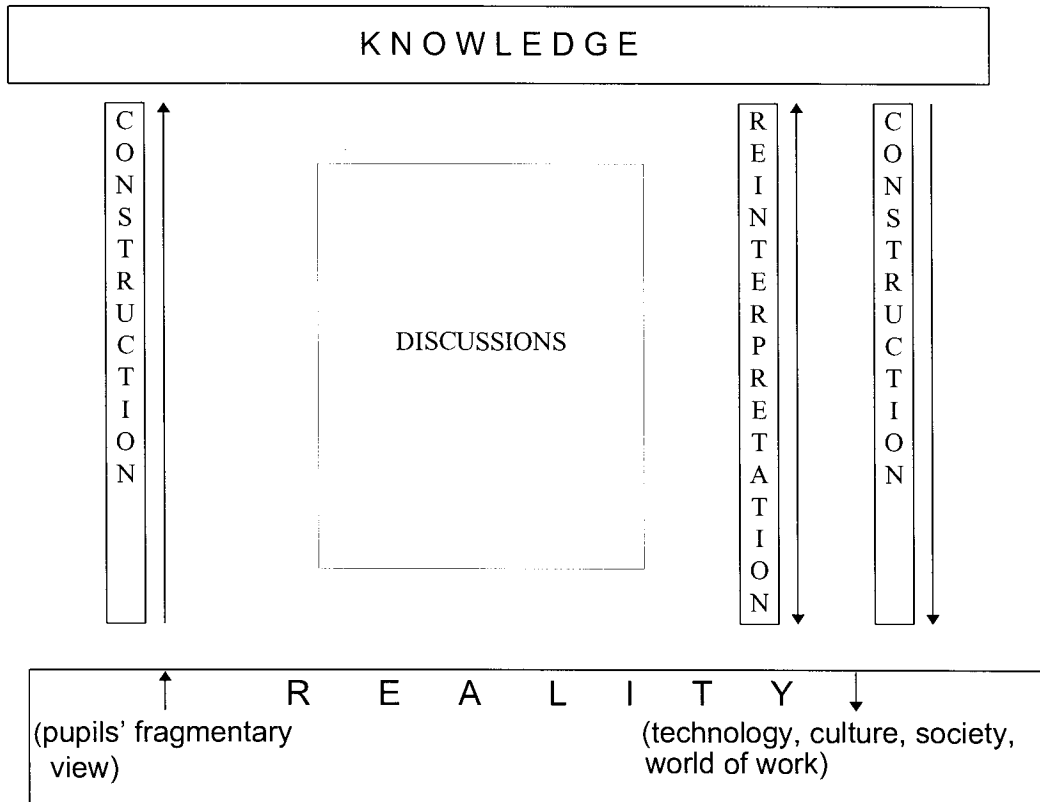 KNOWLEDGE
CONSTRUCTION
DISCUSSIONS
REINTERPRETATION
CONSTRUCTION
REALITY
(pupils' fragmentary
view)
(technology, culture, society,
world of work)